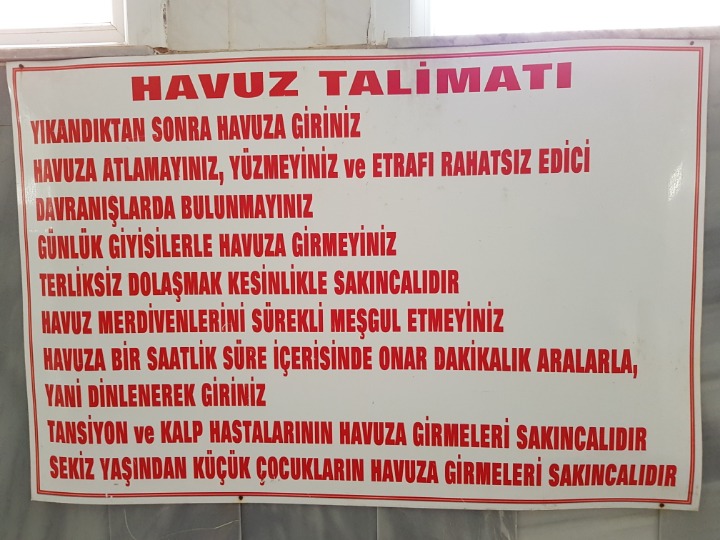 HAVUZ TALİMATI
YIKANDIKTAN SONRA HAVUZA GİRİNİZ
HAVUZA ATLAMAYINIZ, YÜZMEYİNİZ ve ETRAFI RAHATSIZ EDİCİ
DAVRANIŞLARDA BULUNMAYINIZ
GÜNLÜK GİYİSİLERLE HAVUZA GİRMEYİNİZ
TERLİKSİZ DOLAŞMAK KESİNLİKLE SAKINCALIDIR
HAVUZ MERDİVENLERİNİ SÜREKLİ MEŞGUL ETMEYİNİZ
HAVUZA BİR SAATLİK SÜRE İÇERİSİNDE ONAR DAKİKALIK ARALARLA,
YANİ DİNLENEREK GİRİNİZ
TANSİYON ve KALP HASTALARININ HAVUZA GİRMELERİ SAKINCALIDIR
SEKİZ YAŞINDAN KÜÇÜK ÇOCUKLARIN HAVUZA GİRMELERİ SAKINCALIDIR